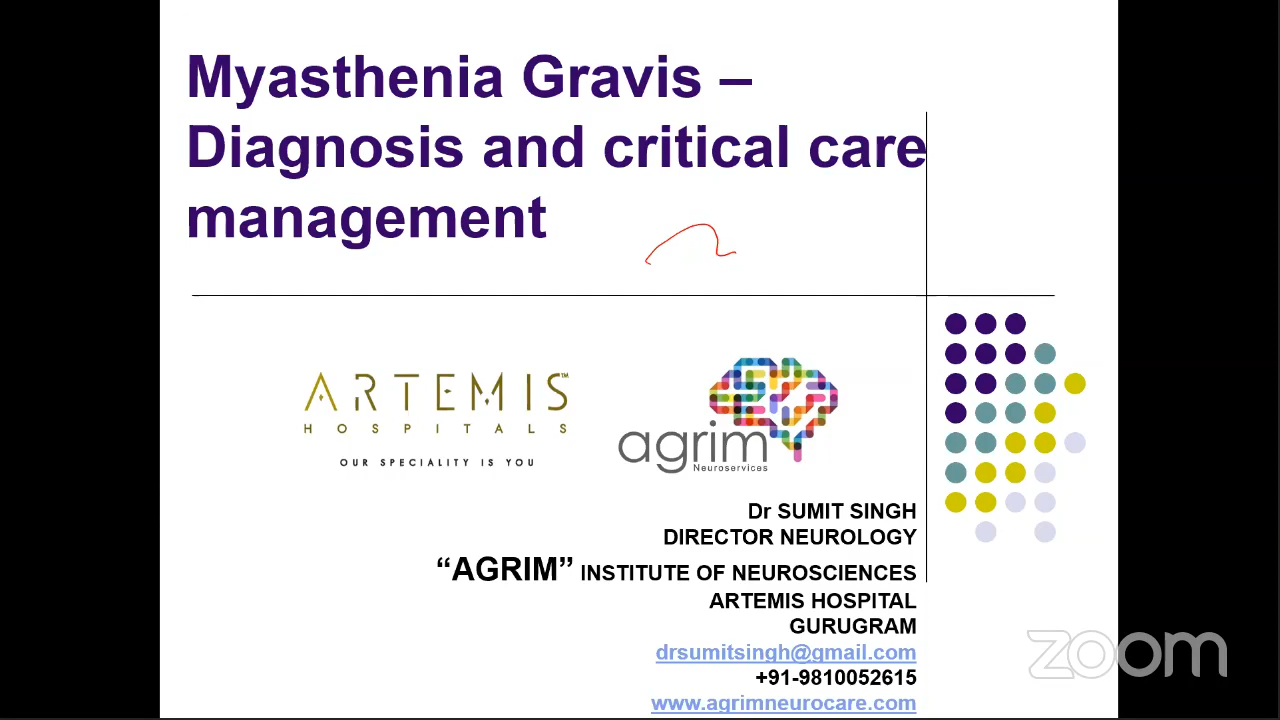 Myasthenia Gravis –
Diagnosis and critical care
management
ARTEMIS™
HOSPITALS
OUR SPECIALITY IS YOU
agrim
Neuroservices
Dr SUMIT SINGH
DIRECTOR NEUROLOGY
“AGRIM” INSTITUTE OF NEUROSCIENCES
ARTEMIS HOSPITAL
GURUGRAM
drsumitsingh@gmail.com
+91-9810052615
www.agrimneurocare.com
zoom